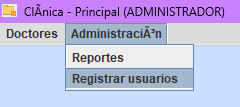 ClÃnica - Principal (ADMINISTRADOR)
Doctores AdministraciÃ³n
Reportes
Registrar usuarios